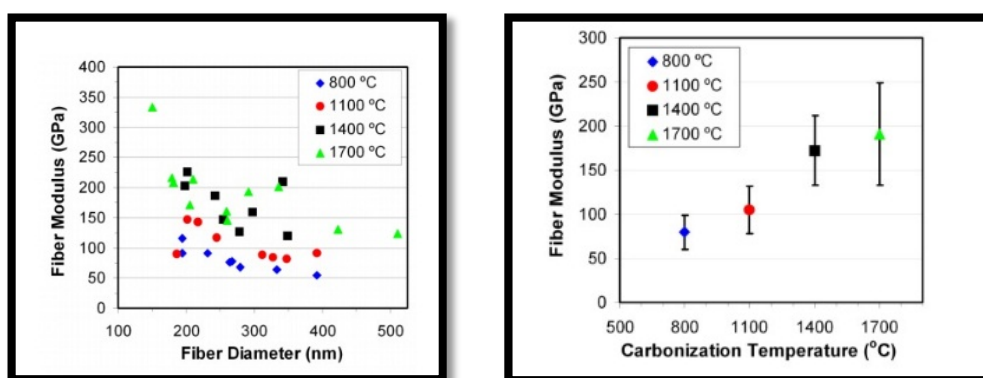 400
350
300
250
200
150
100
50
0
Fiber Modulus (GPa)
800 ºC
1100 ºC
1400 ºC
1700 ºC
100 200 300 400 500
Fiber Diameter (nm)
300
250
200
150
100
50
0
Fiber Modulus (GPa)
800 ºC
1100 ºC
1400 ºC
1700 ºC
500 800 1100 1400 1700
Carbonization Temperature (°C)